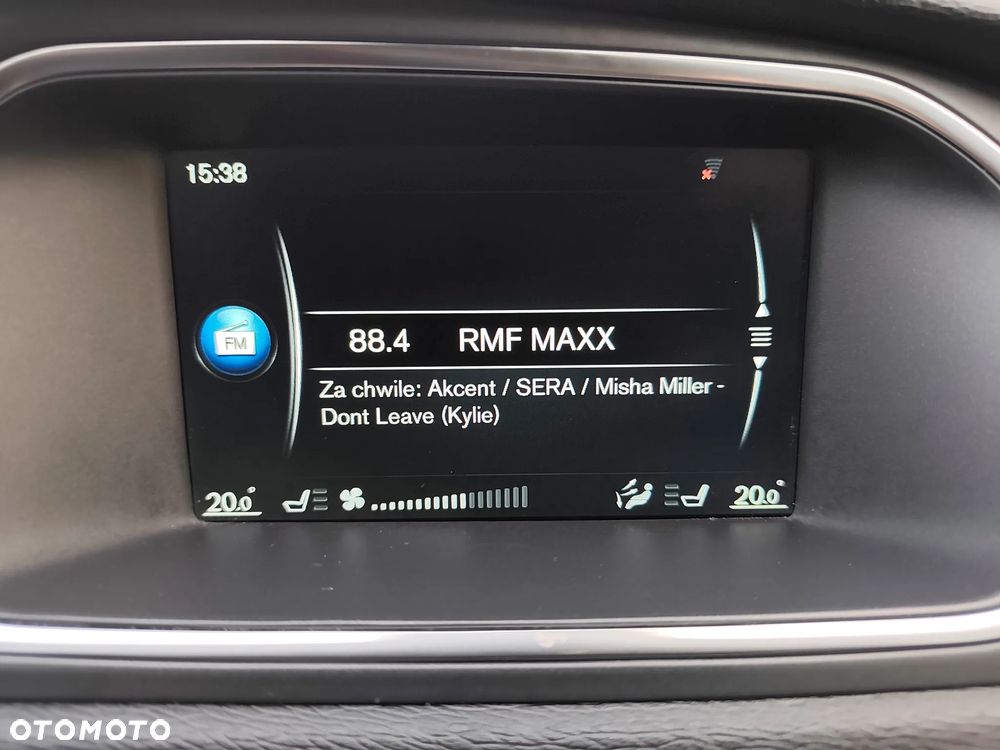 15:38
88.4 RMF MAXX
FM
Za chwile: Akcent / SERA / Misha Miller -
Dont Leave (Kylie)
20.0° 20.0°
OTOMOTO